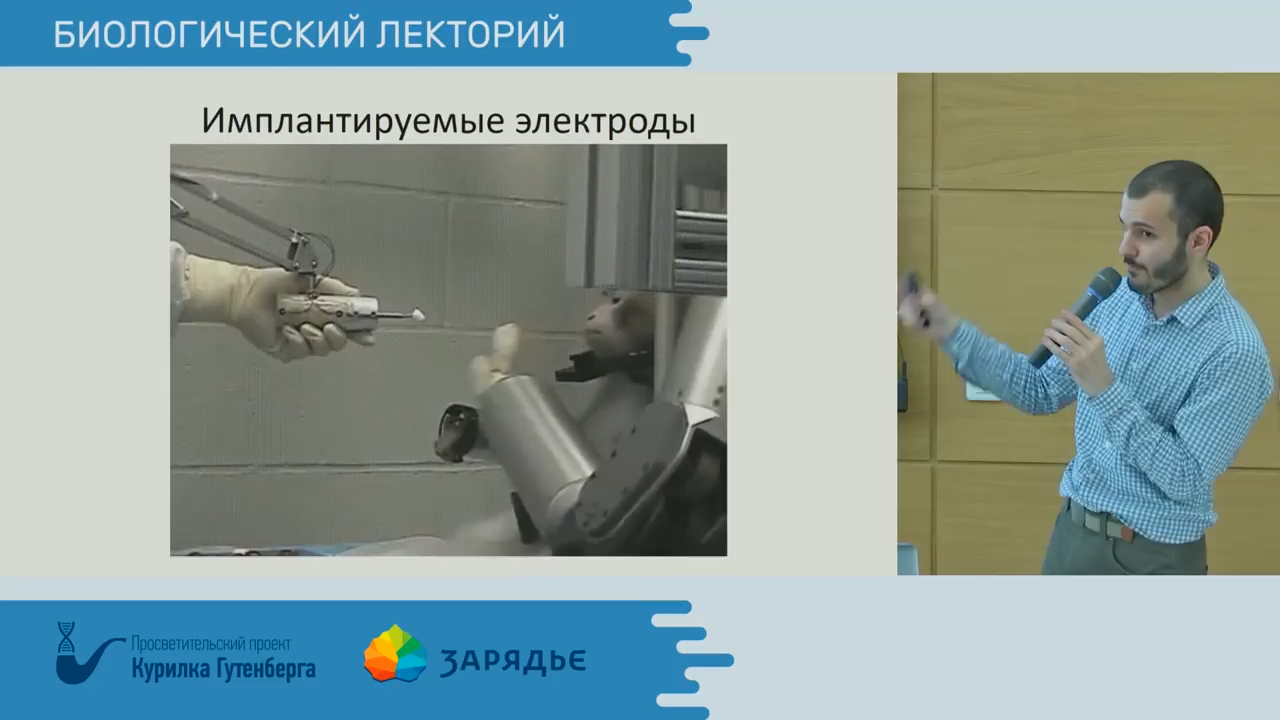 БИОЛОГИЧЕСКИЙ ЛЕКТОРИЙ
Имплантируемые электроды
Просветительский проект
Курилка Гутенберга
ЗАРЯДЬЕ